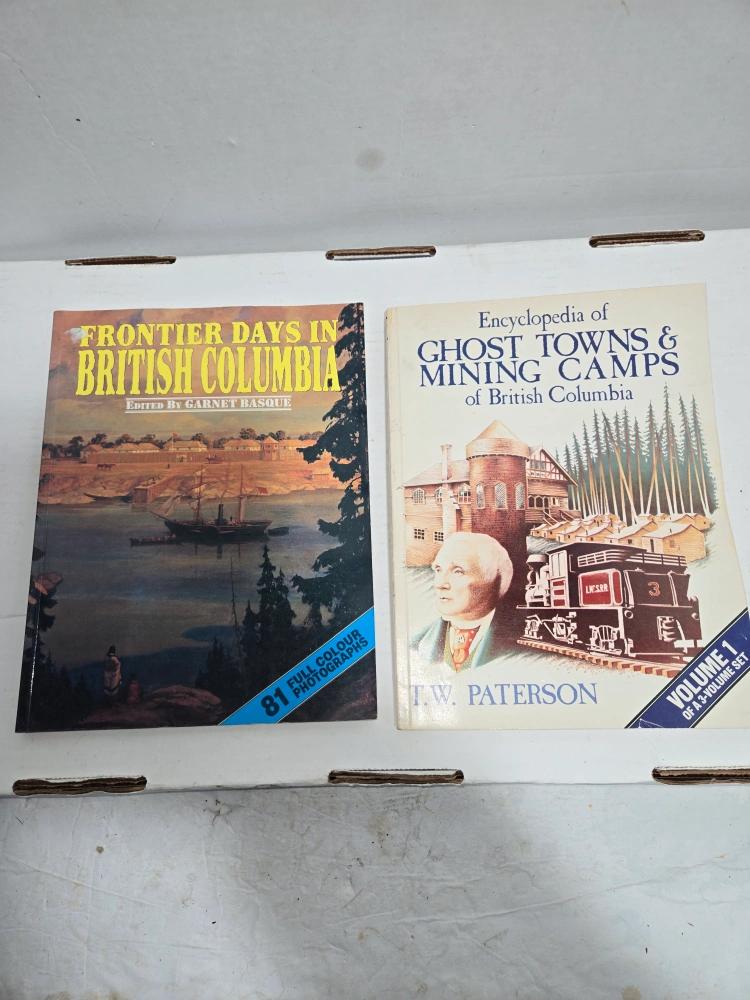 FRONTIER DAYS IN
BRITISH COLUMBIA
EDITED BY GARNET BASQUE
81 FULL COLOUR
PHOTOGRAPHS
Encyclopedia of
GHOST TOWNS &
MINING CAMPS
of British Columbia
3
T.W. PATERSON
VOLUME 1
OF A 3-VOLUME SET